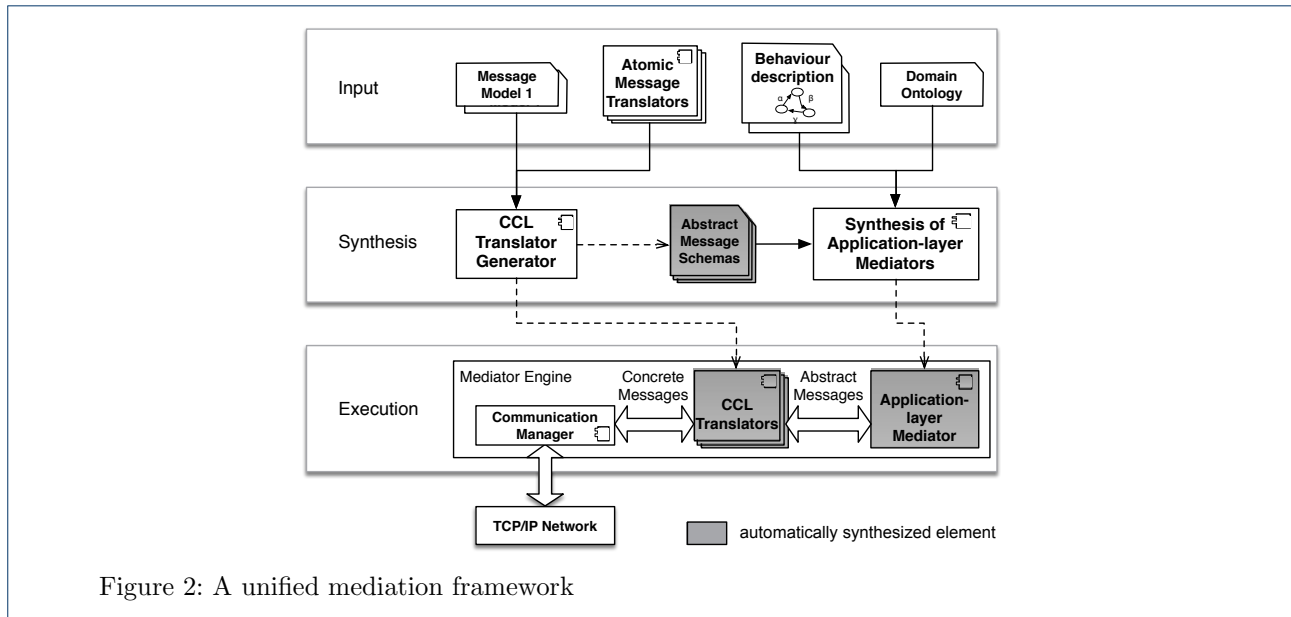 Input
Message
Model 1
Atomic
Message
Translators
Behaviour
description
α
β
γ
Domain
Ontology
Synthesis
CCL
Translator
Generator
Abstract
Message
Schemas
Synthesis of
Application-layer
Mediators
Execution
Mediator Engine
Concrete
Messages
Abstract
Messages
Communication
Manager
CCL
Translators
Application-
layer
Mediator
TCP/IP Network
automatically synthesized element
Figure 2: A unified mediation framework